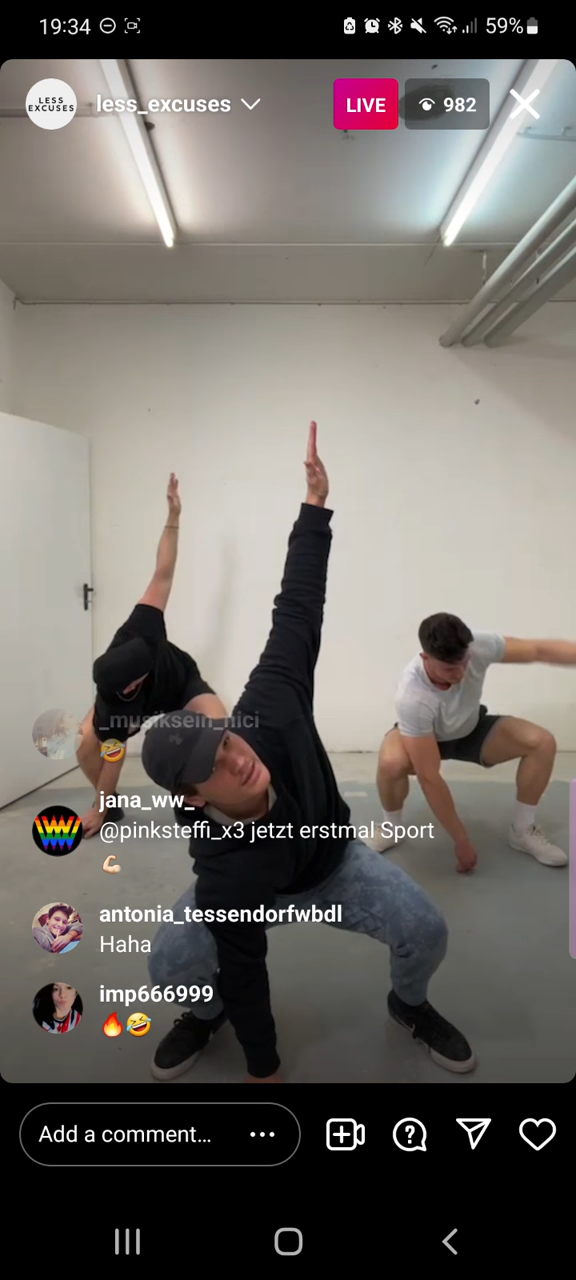 19:34
59%
LESS
EXCUSES
less_excuses
LIVE
982
_musiksein_nici
🤣
jana_ww_
@pinksteffi_x3 jetzt erstmal Sport
💪🏻
antonia_tessendorfwbdl
Haha
imp666999
🔥🤣
Add a comment...